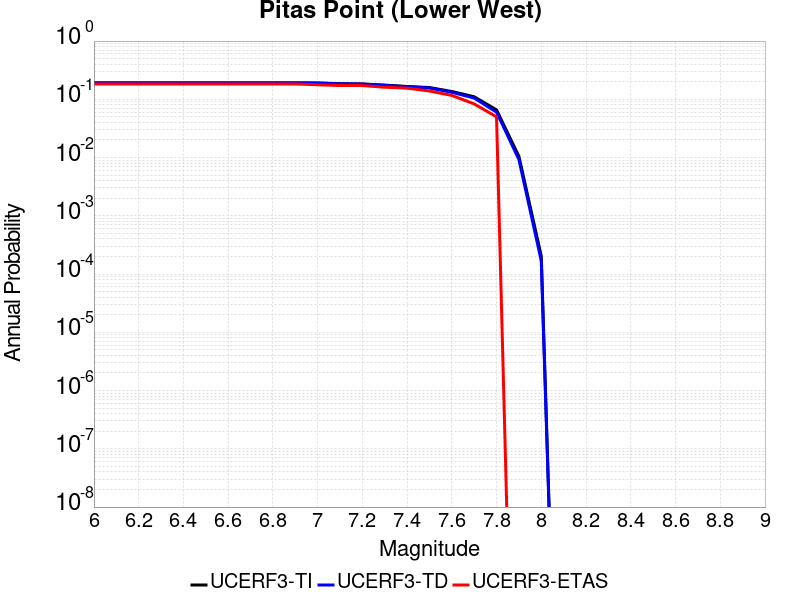 Pitas Point (Lower West)
10^0
10^-1
10^-2
10^-3
10^-4
10^-5
10^-6
10^-7
10^-8
Annual Probability
6 6.2 6.4 6.6 6.8 7 7.2 7.4 7.6 7.8 8 8.2 8.4 8.6 8.8 9
Magnitude
UCERF3-TI UCERF3-TD UCERF3-ETAS